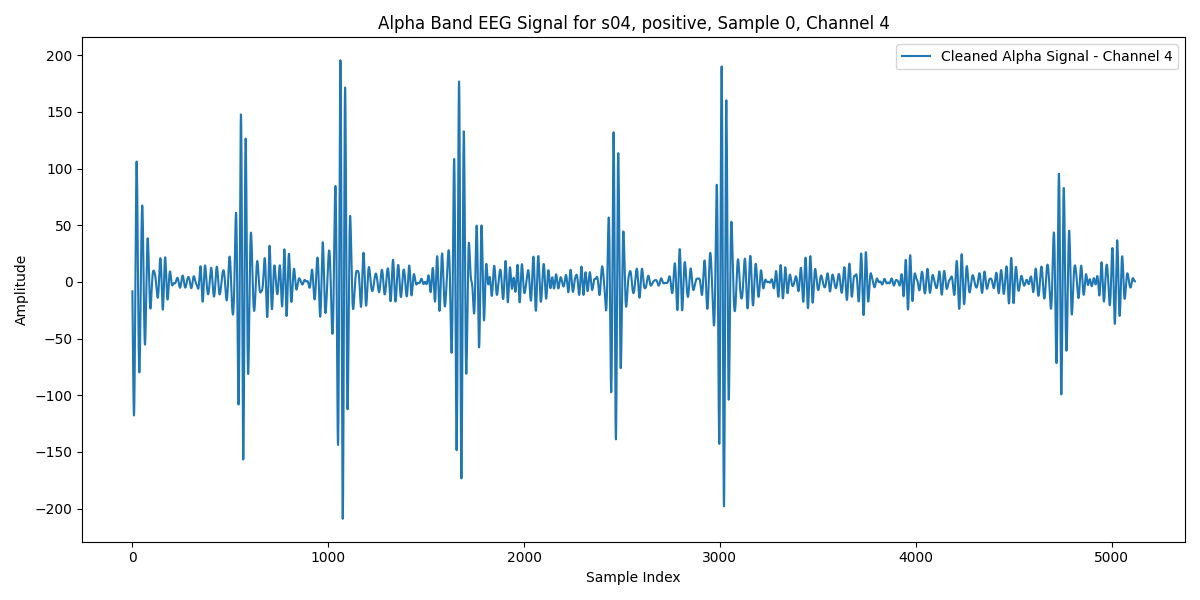 Alpha Band EEG Signal for s04, positive, Sample 0, Channel 4
Cleaned Alpha Signal - Channel 4
200
150
100
50
0
−50
−100
−150
−200
Amplitude
0 1000 2000 3000 4000 5000
Sample Index